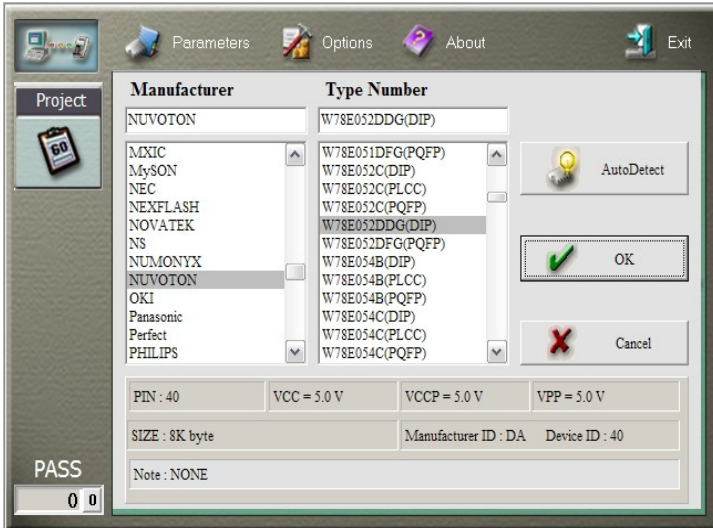 Parameters Options About Exit
Project
60
Manufacturer Type Number
NUVOTON W78E052DDG(DIP)
MXIC W78E051DFG(PQFP)
MySON W78E052C(DIP)
NEC W78E052C(PLCC)
NEXFLASH W78E052C(PQFP)
NOVATEK W78E052DDG(DIP)
NS W78E052DFG(PQFP)
NUMONYX W78E054B(DIP)
NUVOTON W78E054B(PLCC)
OKI W78E054B(PQFP)
Panasonic W78E054C(DIP)
Perfect W78E054C(PLCC)
PHILIPS W78E054C(PQFP)
AutoDetect
OK
Cancel
PIN : 40 VCC = 5.0 V VCCP = 5.0 V VPP = 5.0 V
SIZE : 8K byte Manufacturer ID : DA Device ID : 40
Note : NONE
PASS
0 0